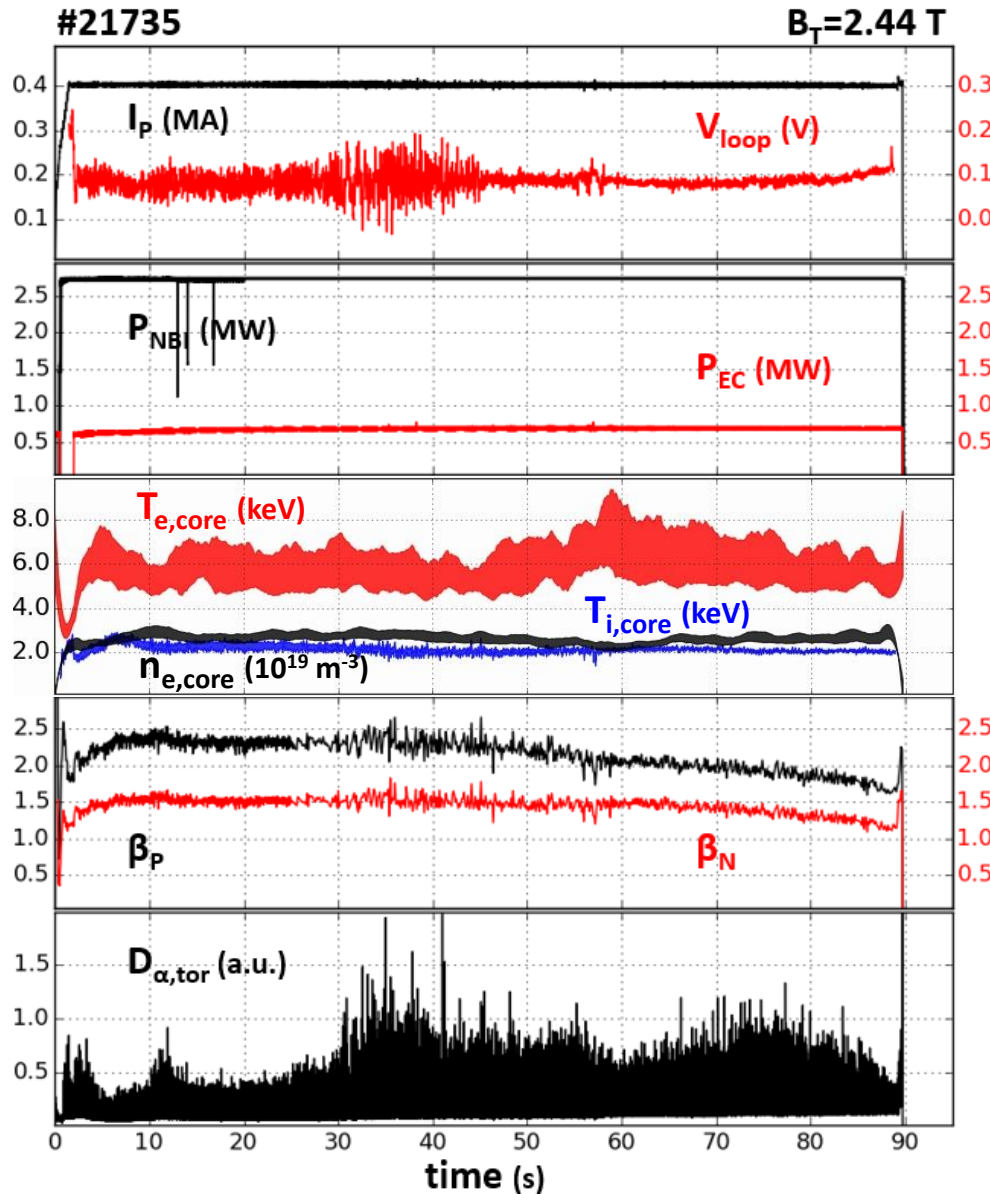 #21735 B_T=2.44 T
0.4 0.3
I_P (MA) V_loop (V)
0.3 0.2
0.2 0.1
0.1 0.0
2.5 2.5
P_NBI (MW)
2.0 2.0
1.5 P_EC (MW) 1.5
1.0 1.0
0.5 0.5
T_e,core (keV)
8.0
6.0
4.0 T_i,core (keV)
2.0
n_e,core (10^19 m^-3)
2.5 2.5
2.0 2.0
1.5 1.5
1.0 1.0
β_P β_N
0.5 0.5
D_α,tor (a.u.)
1.5
1.0
0.5
0 10 20 30 40 50 60 70 80 90
time (s)